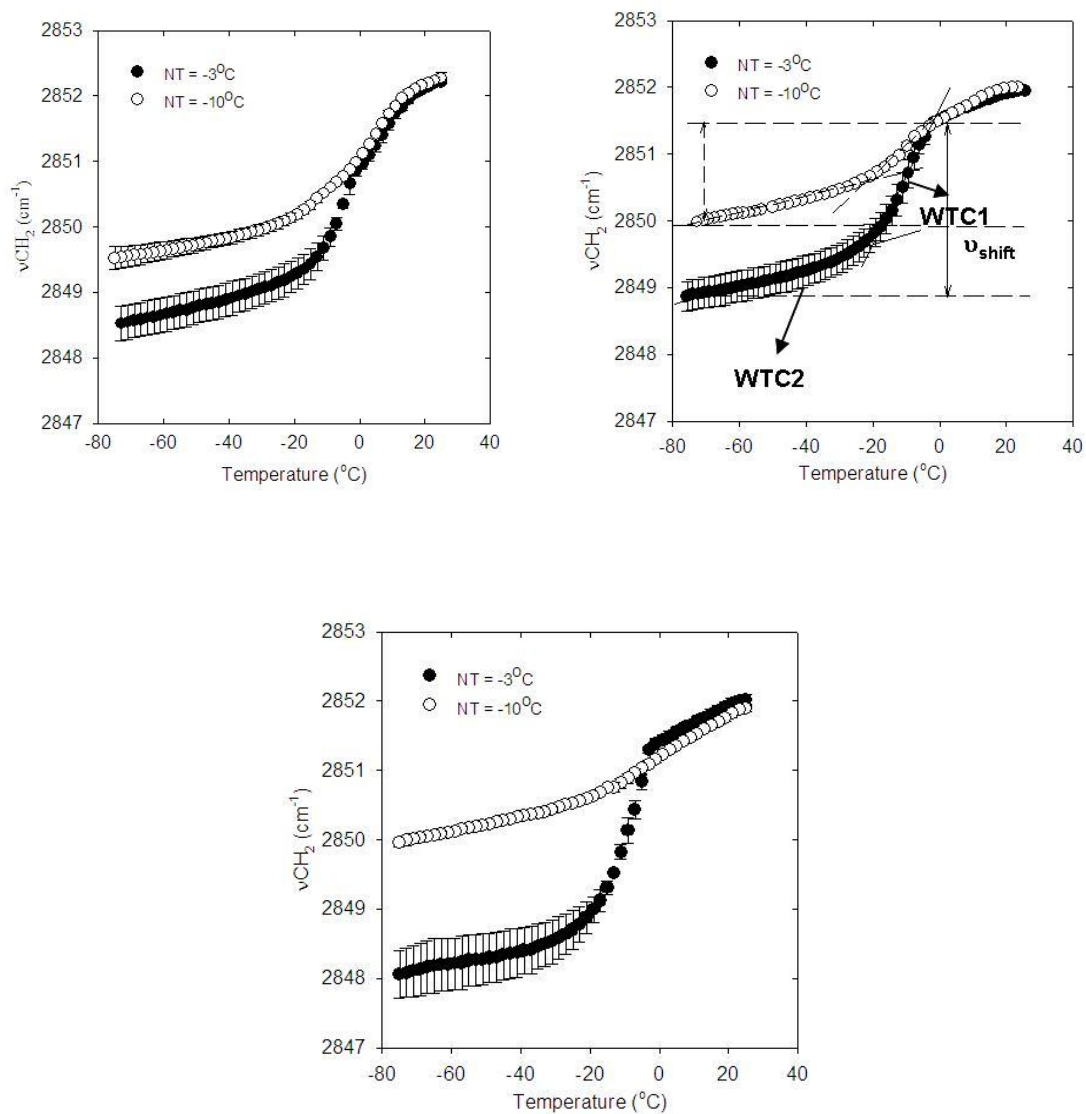 2853
2852
2851
2850
2849
2848
2847
νCH₂ (cm⁻¹)
NT = -3⁰C
NT = -10⁰C
-80 -60 -40 -20 0 20 40
Temperature (⁰C)
2853
2852
2851
2850
2849
2848
2847
νCH₂ (cm⁻¹)
NT = -3⁰C
NT = -10⁰C
WTC1
υshift
WTC2
-80 -60 -40 -20 0 20 40
Temperature (⁰C)
2853
2852
2851
2850
2849
2848
2847
νCH₂ (cm⁻¹)
NT = -3⁰C
NT = -10⁰C
-80 -60 -40 -20 0 20 40
Temperature (⁰C)